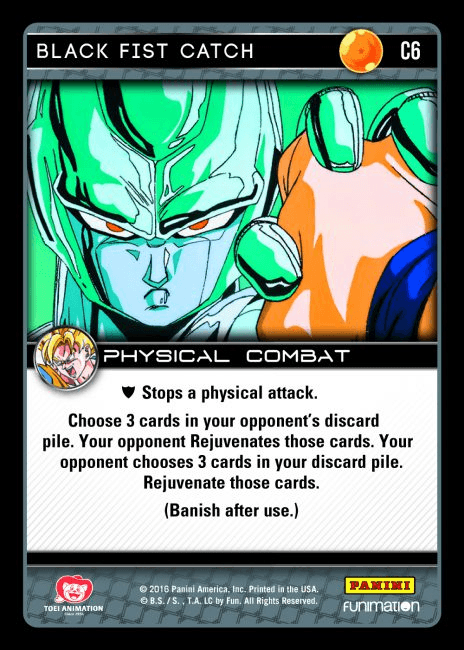 BLACK FIST CATCH C6
PHYSICAL COMBAT
Stops a physical attack.
Choose 3 cards in your opponent's discard
pile. Your opponent Rejuvenates those cards. Your
opponent chooses 3 cards in your discard pile.
Rejuvenate those cards.
(Banish after use.)
TOEI ANIMATION
© 2016 Panini America, Inc. Printed in the USA.
© B.S. / S. , T.A. LC by Fun. All Rights Reserved.
PANINI
FUNIMATION